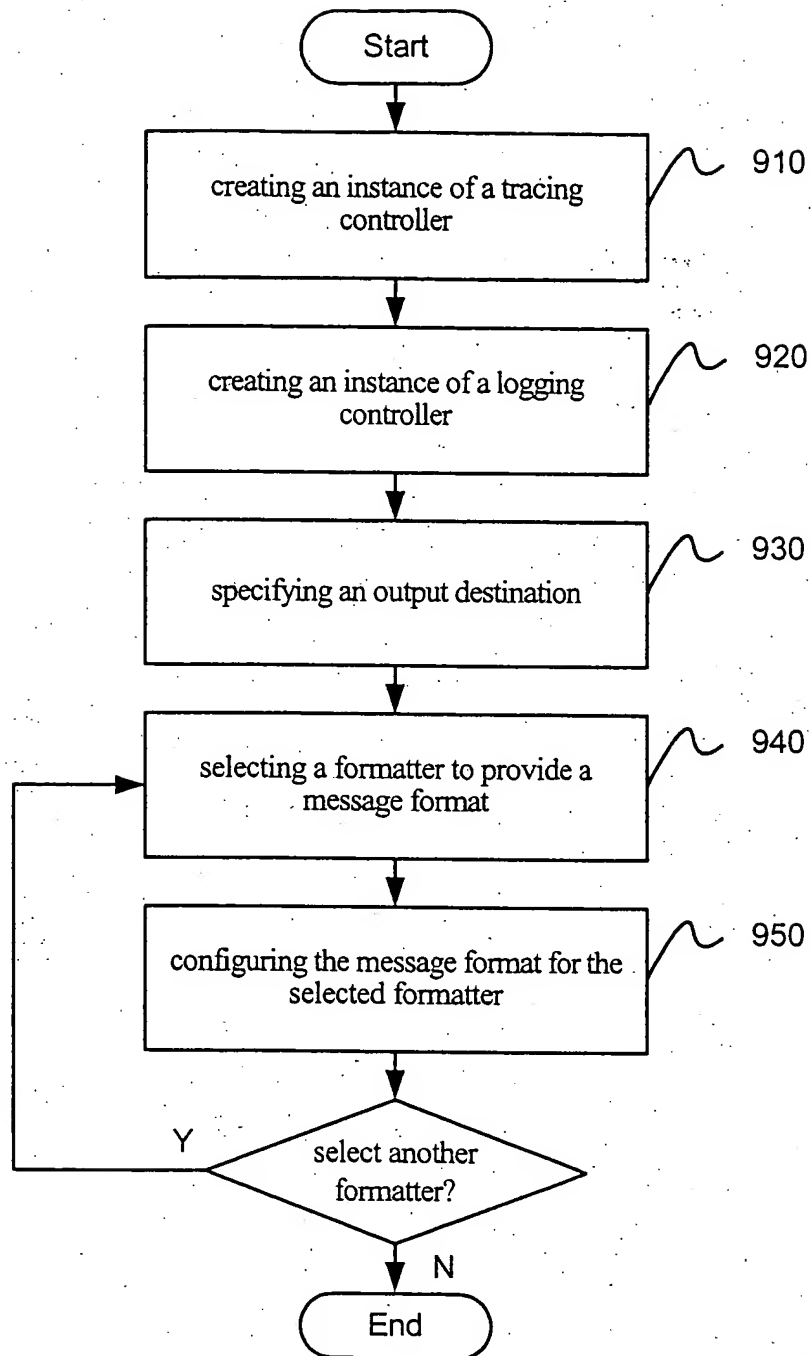 Start
creating an instance of a tracing
controller
910
creating an instance of a logging
controller
920
specifying an output destination
930
selecting a formatter to provide a
message format
940
configuring the message format for the
selected formatter
950
Y
select another
formatter?
N
End